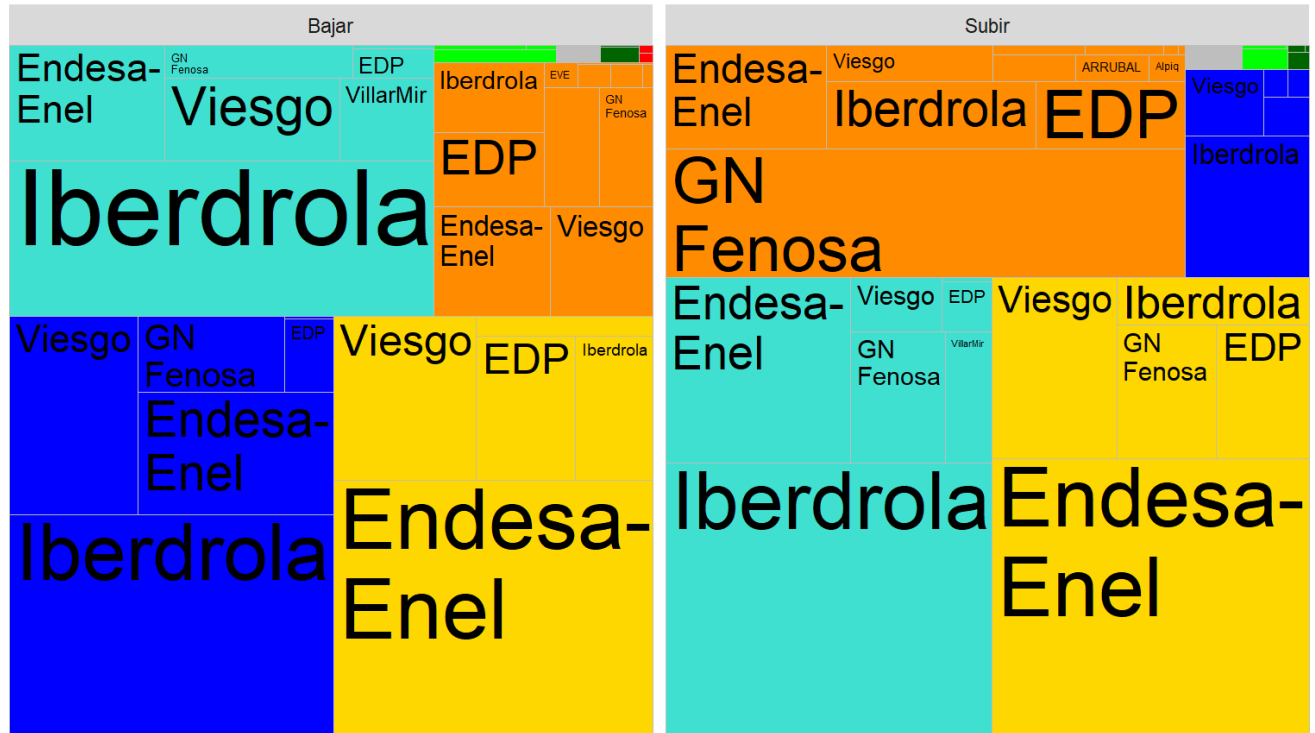 Bajar
Endesa-
Enel
GN
Fenosa
EDP
Viesgo
VillarMir
Iberdrola
Iberdrola
EVE
GN
Fenosa
EDP
Endesa-
Enel
Viesgo
Viesgo
GN
Fenosa
EDP
Endesa-
Enel
Iberdrola
Viesgo
EDP
Iberdrola
Endesa-
Enel
Subir
Endesa-
Enel
Viesgo
ARRUBAL
Alpiq
Iberdrola
EDP
GN
Fenosa
Viesgo
Iberdrola
Endesa-
Enel
Viesgo
EDP
GN
Fenosa
VillarMir
Iberdrola
Viesgo
Iberdrola
GN
Fenosa
EDP
Endesa-
Enel